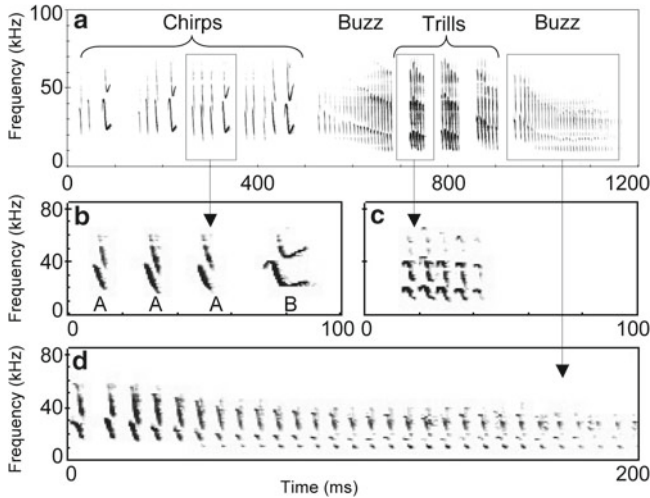 a
Chirps Buzz Trills Buzz
Frequency (kHz)
100
50
0
0 400 800 1200
b
Frequency (kHz)
80
40
0
A A A B
0 100
c
0 100
d
Frequency (kHz)
80
40
0
0 Time (ms) 200